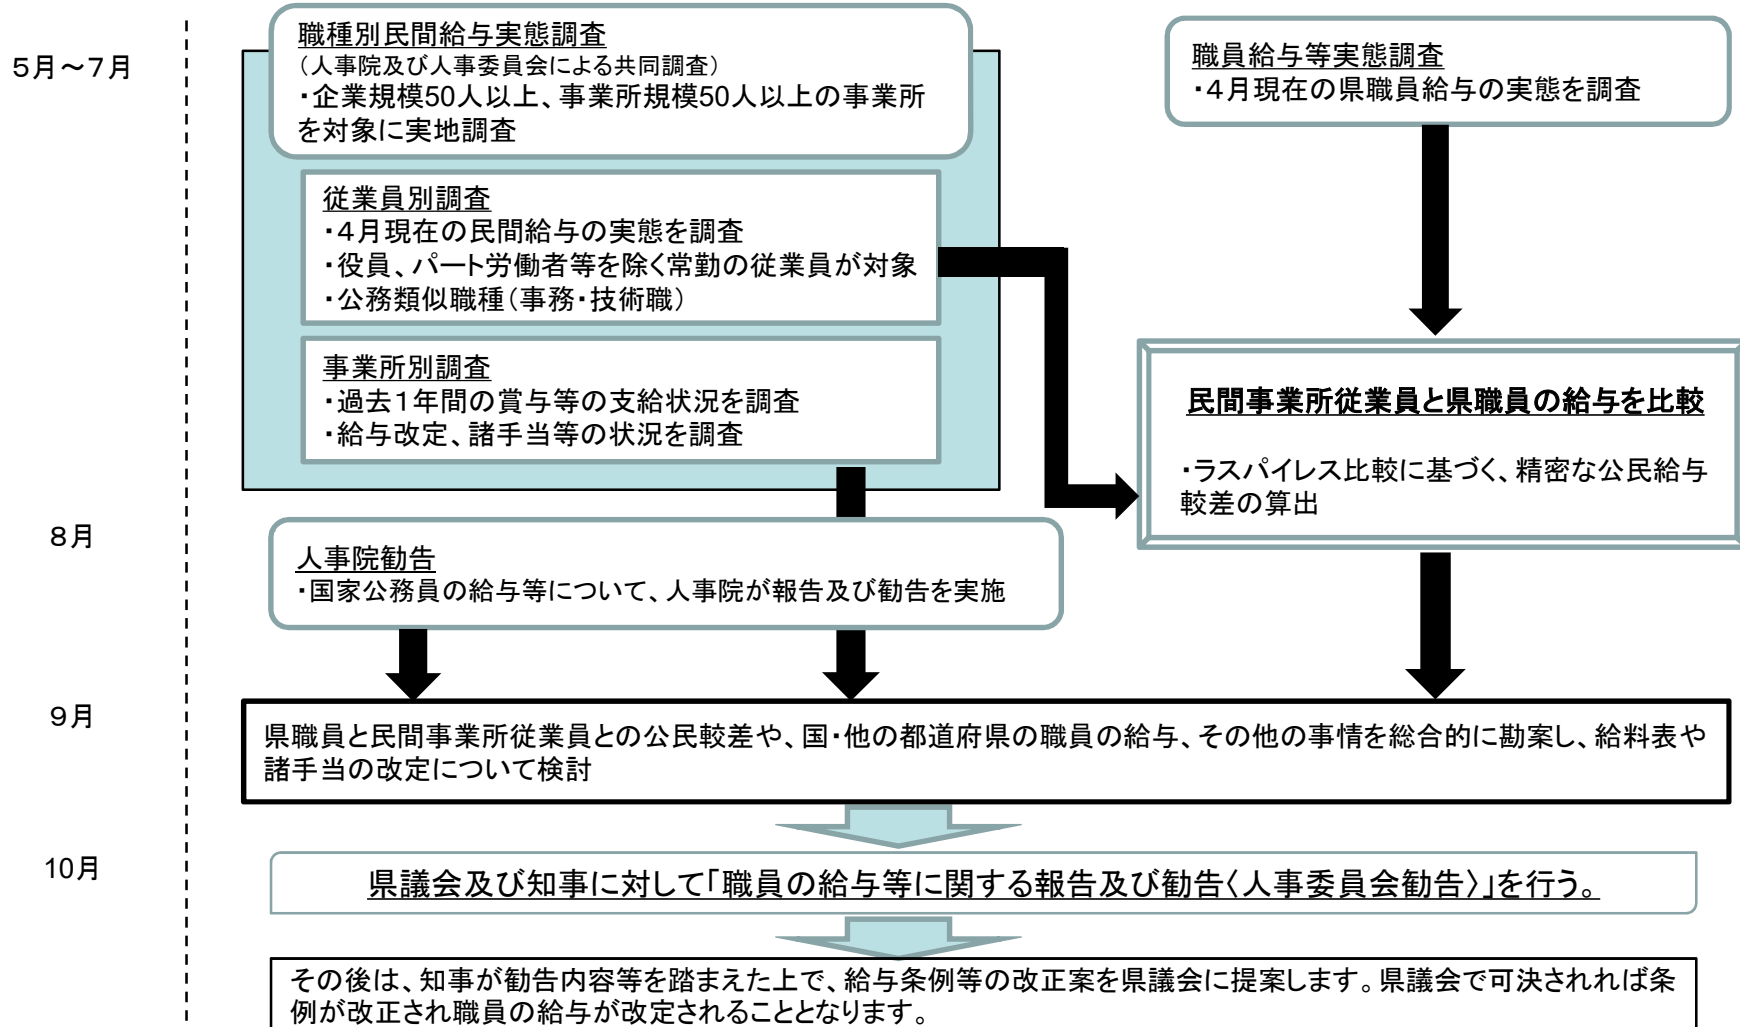 5月～7月
職種別民間給与実態調査
（人事院及び人事委員会による共同調査）
・企業規模50人以上、事業所規模50人以上の事業所
を対象に実地調査
職員給与等実態調査
・4月現在の県職員給与の実態を調査
従業員別調査
・4月現在の民間給与の実態を調査
・役員、パート労働者等を除く常勤の従業員が対象
・公務類似職種（事務・技術職）
事業所別調査
・過去1年間の賞与等の支給状況を調査
・給与改定、諸手当等の状況を調査
民間事業所従業員と県職員の給与を比較
・ラスパイレス比較に基づく、精密な公民給与
較差の算出
8月
人事院勧告
・国家公務員の給与等について、人事院が報告及び勧告を実施
9月
県職員と民間事業所従業員との公民較差や、国・他の都道府県の職員の給与、その他の事情を総合的に勘案し、給料表や
諸手当の改定について検討
10月
県議会及び知事に対して「職員の給与等に関する報告及び勧告〈人事委員会勧告〉」を行う。
その後は、知事が勧告内容等を踏まえた上で、給与条例等の改正案を県議会に提案します。県議会で可決されれば条
例が改正され職員の給与が改定されることとなります。